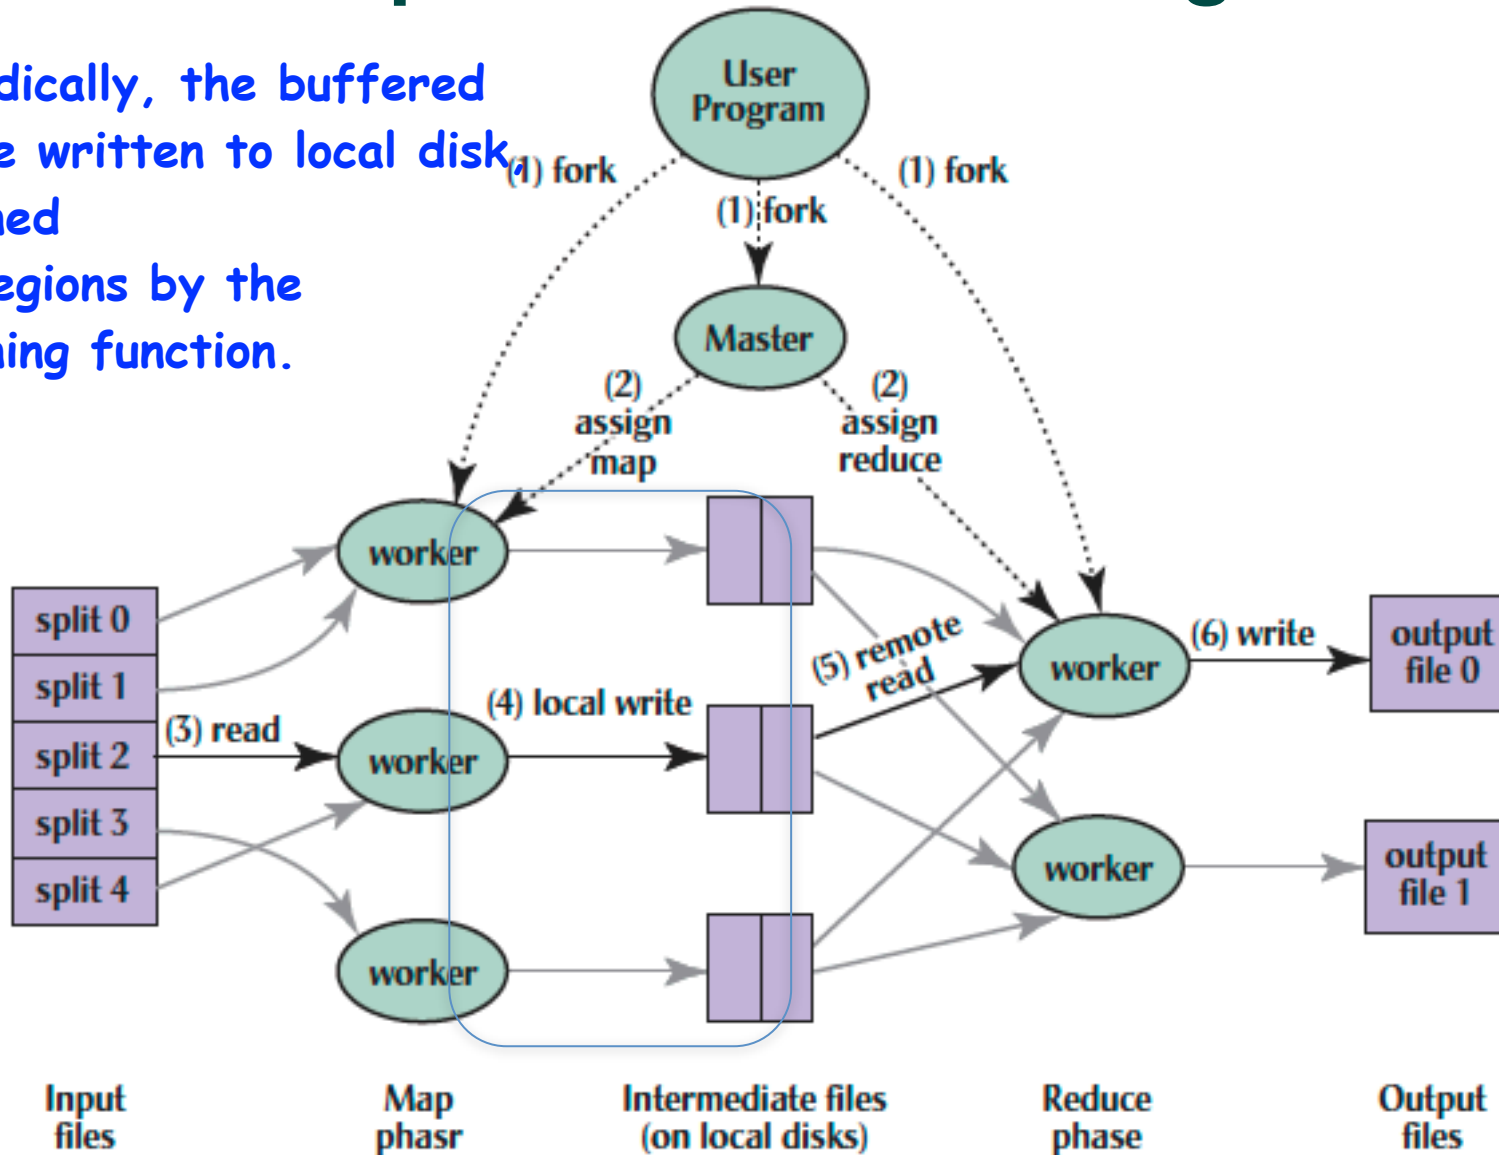 dically, the buffered
e written to local disk,
ned
egions by the
ning function.
User
Program
(1) fork
(1) fork
(1) fork
Master
(2)
assign
map
(2)
assign
reduce
worker
split 0
split 1
split 2
split 3
split 4
(3) read
worker
(4) local write
worker
(5) remote
read
worker
(6) write
output
file 0
worker
output
file 1
Input
files
Map
phasr
Intermediate files
(on local disks)
Reduce
phase
Output
files